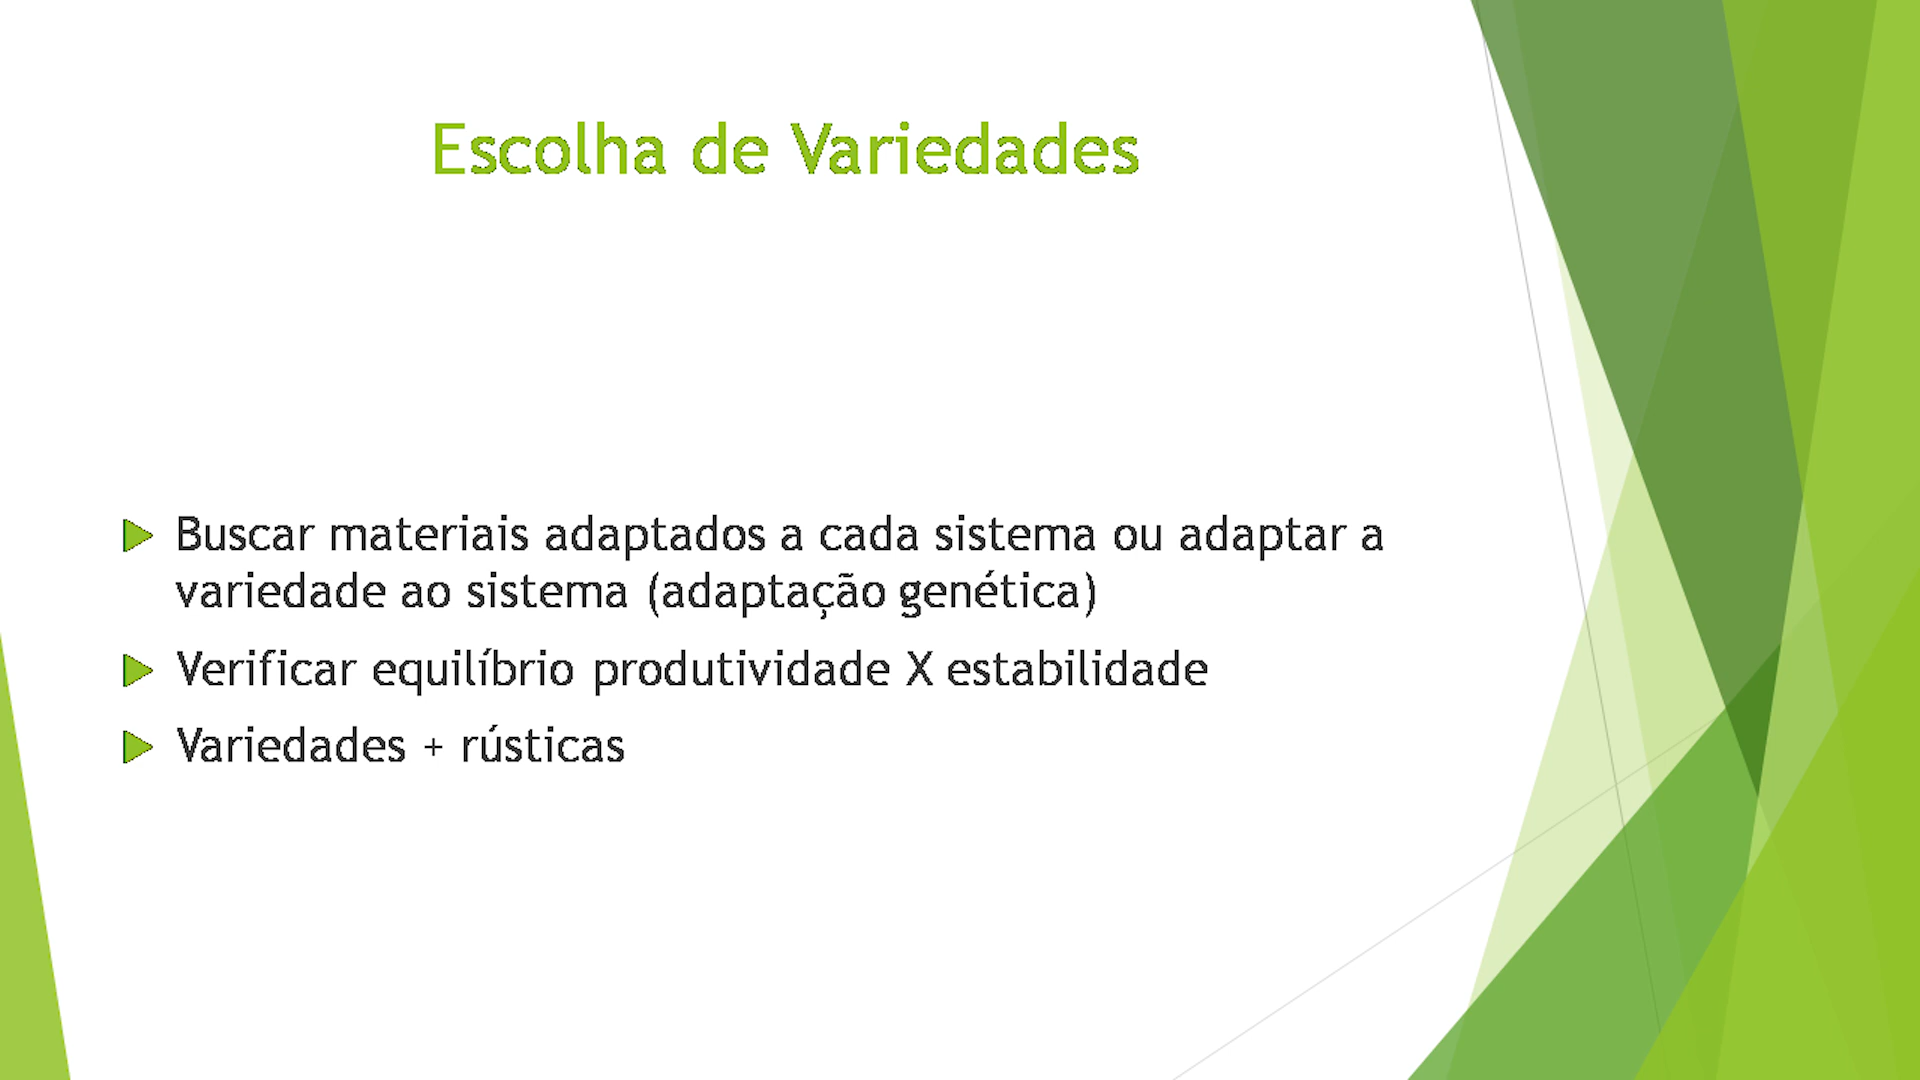 Escolha de Variedades
Buscar materiais adaptados a cada sistema ou adaptar a
variedade ao sistema (adaptação genética)
Verificar equilíbrio produtividade X estabilidade
Variedades + rústicas